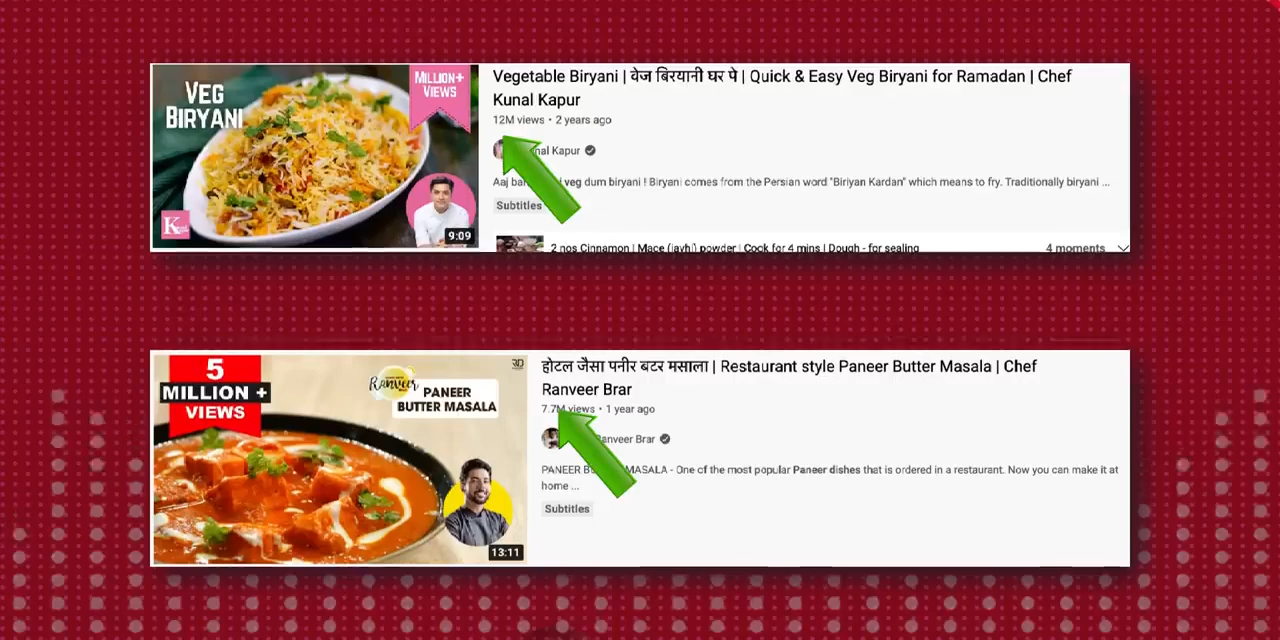 VEG
BIRYANI
MILLION+
VIEWS
K
9:09
Vegetable Biryani | वेज बिरयानी घर पे | Quick & Easy Veg Biryani for Ramadan | Chef
Kunal Kapur
12M views • 2 years ago
Kapur
Aaj veg dum biryani ! Biryani comes from the Persian word "Biriyan Kardan" which means to fry. Traditionally biryani ...
Subtitles
2 nos Cinnamon | Mace (javhi) powder | Cook for 4 mins | Dough - for sealing
4 moments
5
MILLION +
VIEWS
Ranveer
PANEER
BUTTER MASALA
13:11
होटल जैसा पनीर बटर मसाला | Restaurant style Paneer Butter Masala | Chef
Ranveer Brar
7.7M views • 1 year ago
Ranveer Brar
PANEER MASALA - One of the most popular Paneer dishes that is ordered in a restaurant. Now you can make it at
home ...
Subtitles